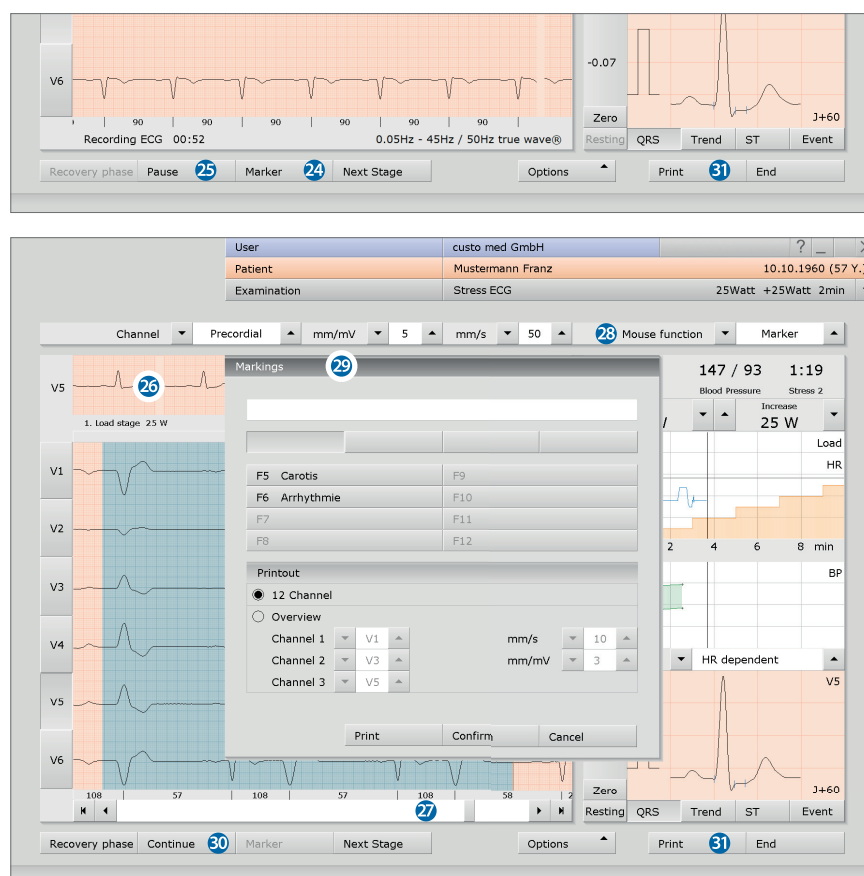 V6
-0.07
90 90 90 90 90 90
Zero
J+60
Recording ECG 00:52 0.05Hz - 45Hz / 50Hz true wave®
Resting QRS Trend ST Event
Recovery phase Pause 25 Marker 24 Next Stage Options Print 31 End
User custo med GmbH ? _
Patient Mustermann Franz 10.10.1960 (57 Y.)
Examination Stress ECG 25Watt +25Watt 2min
Channel Precordial mm/mV 5 mm/s 50 28 Mouse function Marker
Markings 29
147 / 93 1:19
Blood Pressure Stress 2
V5 26
Increase
25 W
1. Load stage 25 W
Load
HR
V1
F5 Carotis F9
F6 Arrhythmie F10
F7 F11
F8 F12
V2
2 4 6 8 min
Printout
BP
V3
12 Channel
Overview
Channel 1 V1 mm/s 10
Channel 2 V3 mm/mV 3
Channel 3 V5
V4
HR dependent
V5
V5
Print Confirm Cancel
V6
108 57 108 57 108 58 2
Zero
J+60
27
Resting QRS Trend ST Event
Recovery phase Continue 30 Marker Next Stage Options Print 31 End